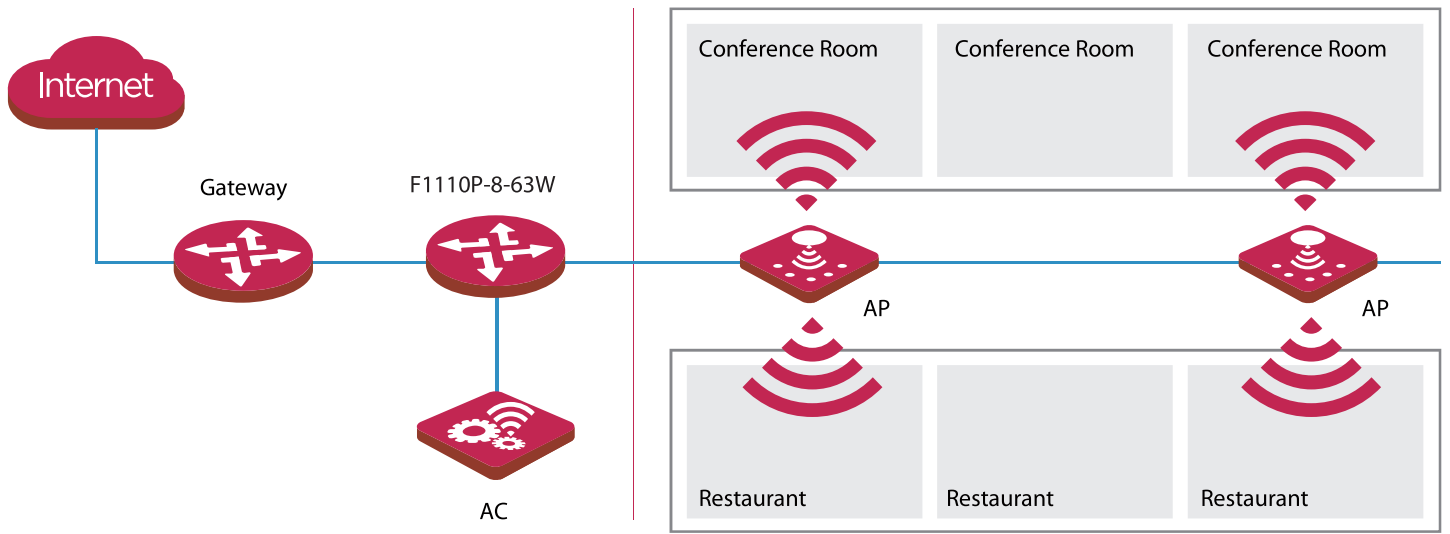 Internet
Gateway
F1110P-8-63W
AC
Conference Room
Conference Room
Conference Room
AP
AP
Restaurant
Restaurant
Restaurant